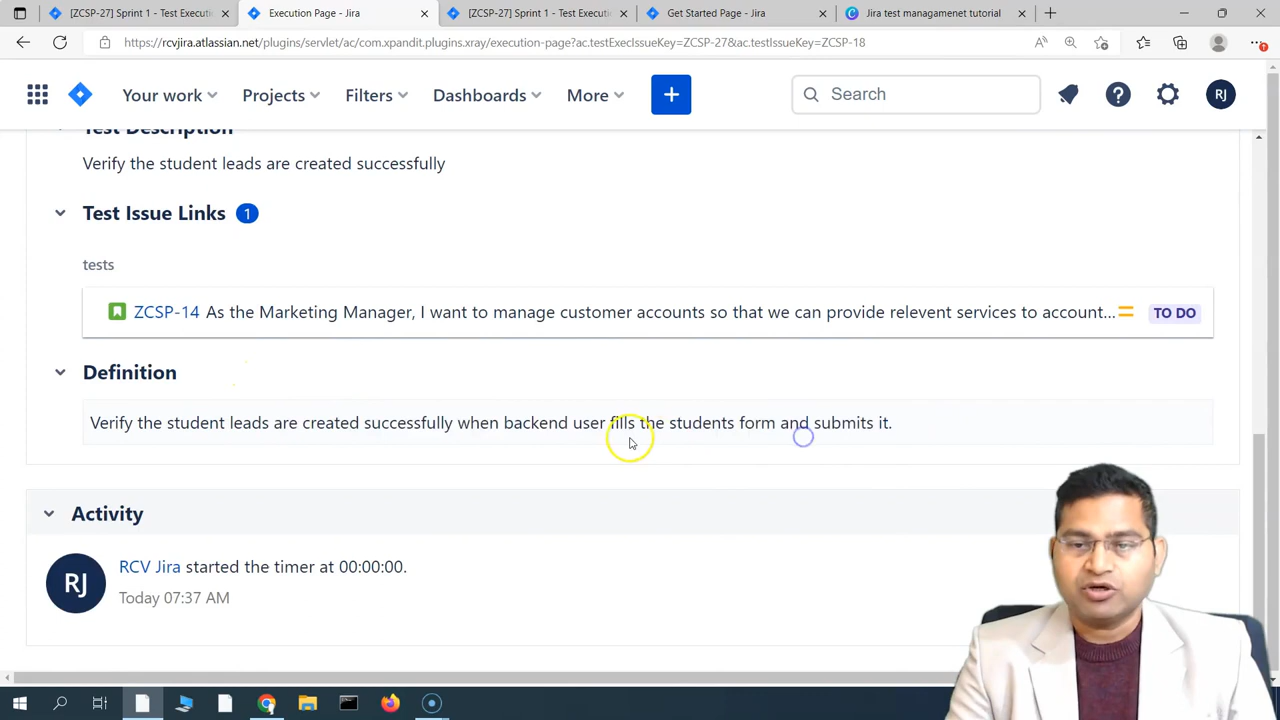 [ZCSP-27] Sprint 1 - Test Executi
Execution Page - Jira
[ZCSP-27] Sprint 1 - Test Executi
Get Started Page - Jira
Jira test managamenet tutorial
https://rcvjira.atlassian.net/plugins/servlet/ac/com.xpandit.plugins.xray/execution-page?ac.testExecIssueKey=ZCSP-27&ac.testIssueKey=ZCSP-18
Your work
Projects
Filters
Dashboards
More
Search
RJ
Test Description
Verify the student leads are created successfully
Test Issue Links 1
tests
ZCSP-14 As the Marketing Manager, I want to manage customer accounts so that we can provide relevent services to account... TO DO
Definition
Verify the student leads are created successfully when backend user fills the students form and submits it.
Activity
RJ
RCV Jira started the timer at 00:00:00.
Today 07:37 AM